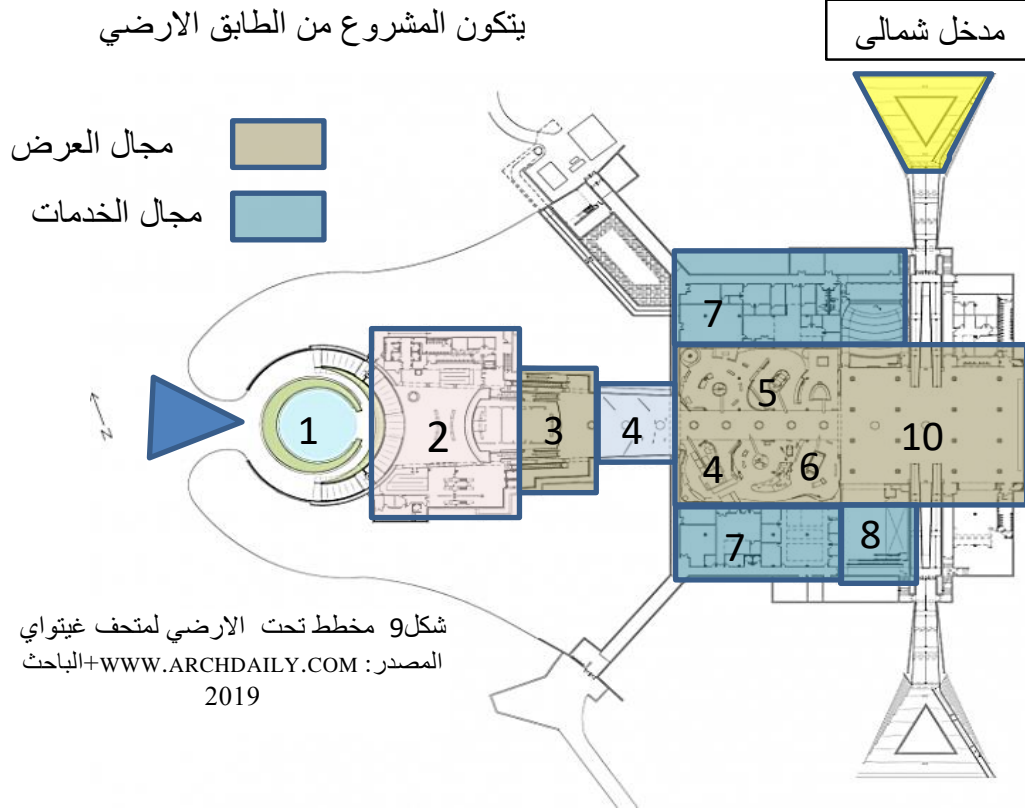 يتكون المشروع من الطابق الارضي
مدخل شمالى
مجال العرض
مجال الخدمات
7
5
1
2
3
4
10
4
6
7
8
N
شكل9 مخطط تحت الارضي لمتحف غيتواي
المصدر: WWW.ARCHDAILY.COM+الباحث
2019